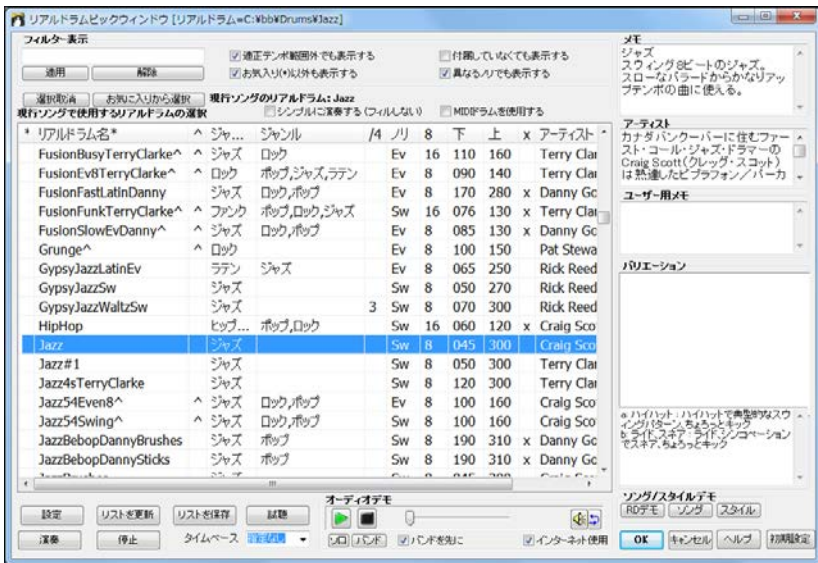 リアルドラムピックウィンドウ [リアルドラム=C:¥bb¥Drums¥Jazz]
フィルター表示
適用 解除
適正テンポ範囲外でも表示する
付属していなくても表示する
お気に入り(*)以外も表示する
異なるノリでも表示する
選択取消 お気に入りから選択 現行ソングのリアルドラム: Jazz
現行ソングで使用するリアルドラムの選択 シンプルに演奏する (フィルしない) MIDIドラムを使用する
* リアルドラム名* ^ ジャ... ジャンル /4 ノリ 8 下 上 x アーティスト
FusionBusyTerryClarke^ ^ ジャズ ロック Ev 16 110 160 Terry Clar
FusionEv8TerryClarke^ ^ ロック ポップ,ジャズ,ラテン Ev 8 090 140 Terry Clar
FusionFastLatinDanny ジャズ ロック,ポップ Ev 8 170 280 x Danny Gc
FusionFunkTerryClarke^ ^ ファンク ポップ,ロック,ジャズ Sw 16 076 130 x Terry Clar
FusionSlowEvDanny^ ^ ジャズ ロック,ポップ Ev 8 085 130 x Danny Gc
Grunge^ ^ ロック Ev 8 100 150 Pat Stewa
GypsyJazzLatinEv ラテン ジャズ Ev 8 065 250 Rick Reed
GypsyJazzSw ジャズ Sw 8 050 270 Rick Reed
GypsyJazzWaltzSw ジャズ 3 Sw 8 070 300 Rick Reed
HipHop ヒップ... ポップ,ロック Sw 16 060 120 x Craig Sco
Jazz ジャズ Sw 8 045 300 Craig Sco
Jazz#1 ジャズ Sw 8 050 300 Terry Clar
Jazz4sTerryClarke ジャズ Sw 8 120 300 Terry Clar
Jazz54Even8^ ^ ジャズ ロック,ポップ Ev 8 100 160 Craig Sco
Jazz54Swing^ ^ ジャズ ロック,ポップ Sw 8 100 160 Craig Sco
JazzBebopDannyBrushes ジャズ ポップ Sw 8 190 310 x Danny Gc
JazzBebopDannySticks ジャズ ポップ Sw 8 190 310 x Danny Gc
設定 リストを更新 リストを保存 試聴
演奏 停止 タイムベース 指定なし
オーディオデモ
ソロ バンド バンドを先に インターネット使用
メモ
ジャズ
スウィング8ビートのジャズ。
スローなバラードからかなりアッ
プテンポの曲に使える。
アーティスト
カナダバンクーバーに住むファー
スト・コール・ジャズ・ドラマーの
Craig Scott(クレッグ・スコット)
は熟達したビブラフォン/パーカ
ユーザー用メモ
バリエーション
a: ハイハット : ハイハットで典型的なスウ
ィングパターン、ちょろっとキック
b: ライド、スネア : ライド、シンコペーション
でスネア、ちょろっとキック
ソング/スタイルデモ
RDデモ ソング スタイル
OK キャンセル ヘルプ 初期設定